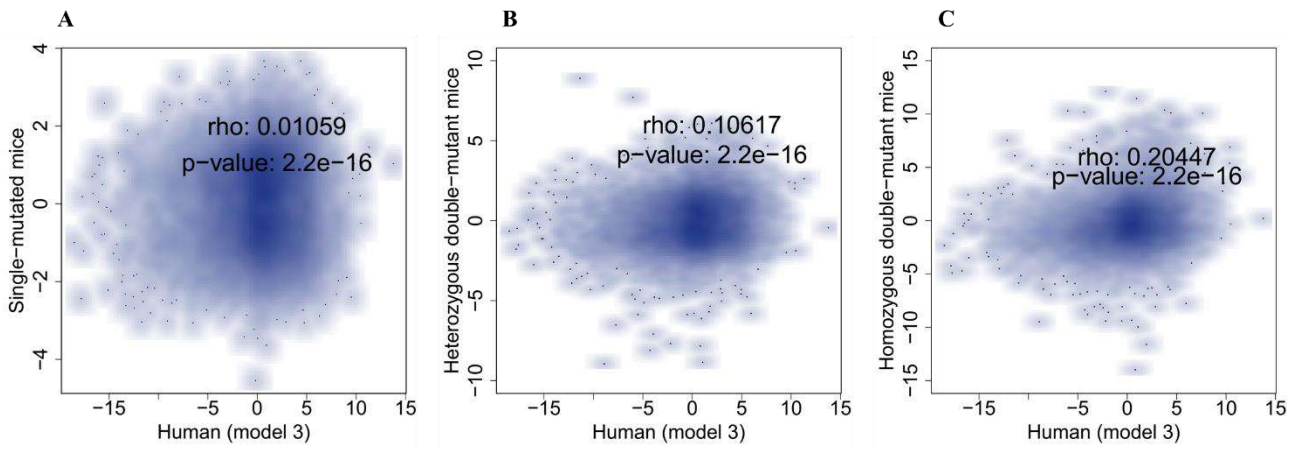 A
Single-mutated mice
4
2
0
−2
−4
rho: 0.01059
p−value: 2.2e−16
−15
−5
0
5
10
15
Human (model 3)
B
Heterozygous double-mutant mice
10
5
0
−5
−10
rho: 0.10617
p−value: 2.2e−16
−15
−5
0
5
10
15
Human (model 3)
C
Homozygous double-mutant mice
15
10
5
0
−5
−10
−15
rho: 0.20447
p−value: 2.2e−16
−15
−5
0
5
10
15
Human (model 3)